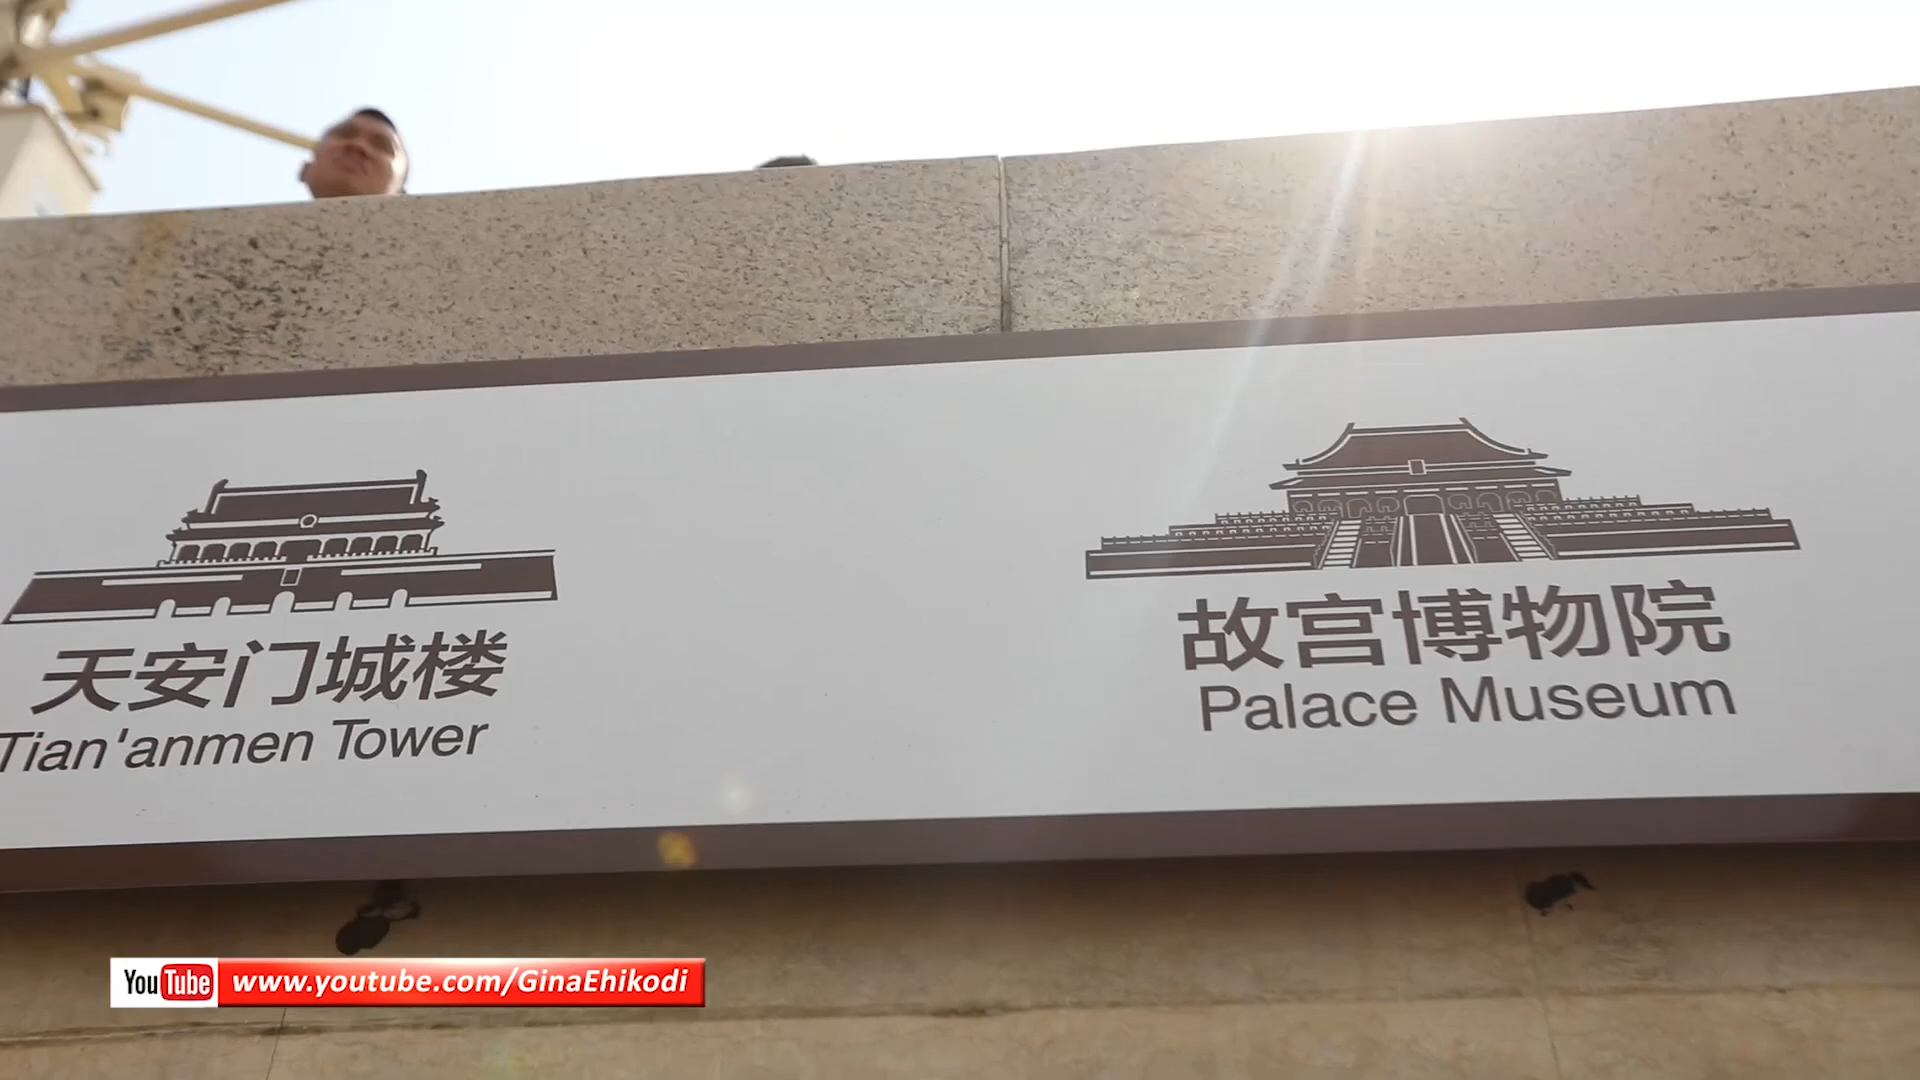 天安门城楼
Tian'anmen Tower
故宫博物院
Palace Museum
YouTube www.youtube.com/GinaEhikodi